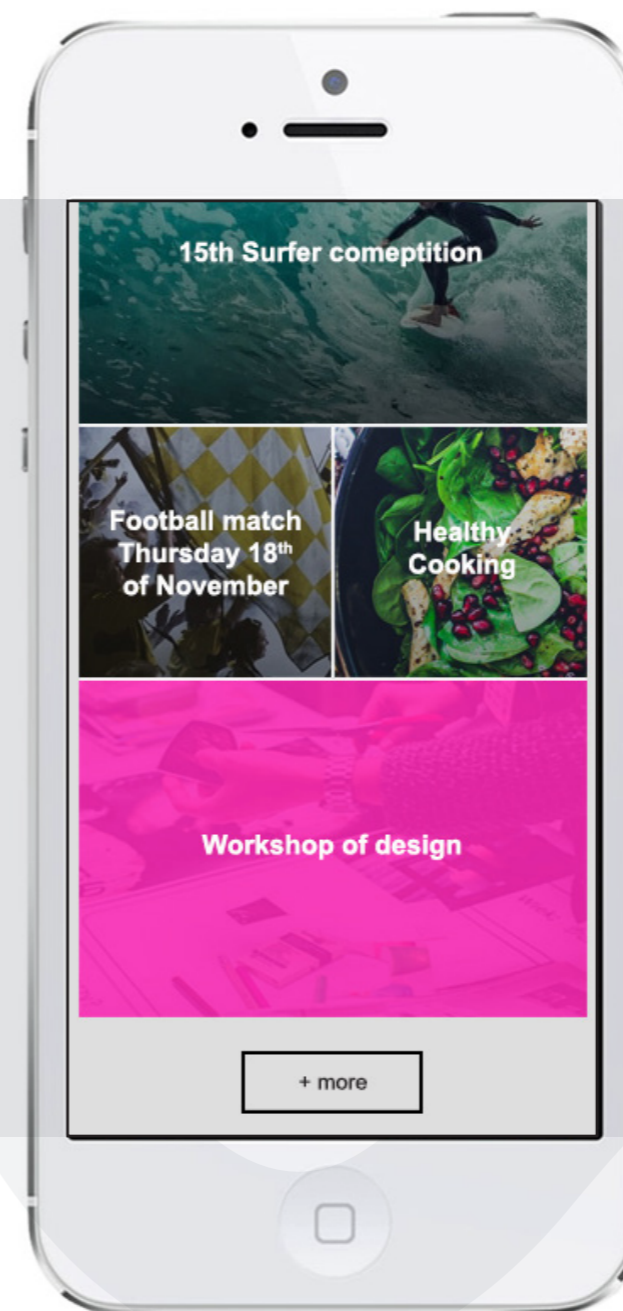 15th Surfer comeptition
Football match
Thursday 18th
of November
Healthy
Cooking
Workshop of design
+ more